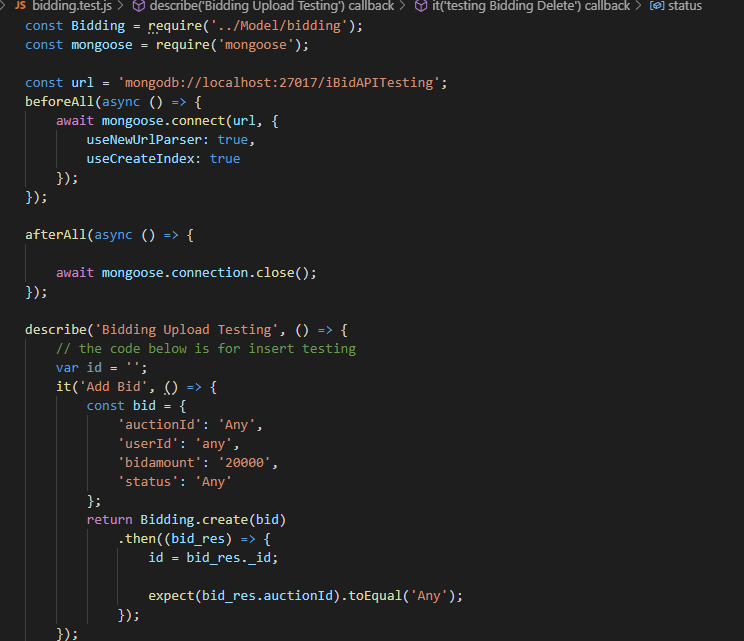 JS bidding.test.js > describe('Bidding Upload Testing') callback > it('testing Bidding Delete') callback > status
const Bidding = require('../Model/bidding');
const mongoose = require('mongoose');
const url = 'mongodb://localhost:27017/iBidAPITesting';
beforeAll(async () => {
    await mongoose.connect(url, {
        useNewUrlParser: true,
        useCreateIndex: true
    });
});
afterAll(async () => {
    await mongoose.connection.close();
});
describe('Bidding Upload Testing', () => {
    // the code below is for insert testing
    var id = '';
    it('Add Bid', () => {
        const bid = {
            'auctionId': 'Any',
            'userId': 'any',
            'bidamount': '20000',
            'status': 'Any'
        };
        return Bidding.create(bid)
            .then((bid_res) => {
                id = bid_res._id;
                expect(bid_res.auctionId).toEqual('Any');
            });
    });